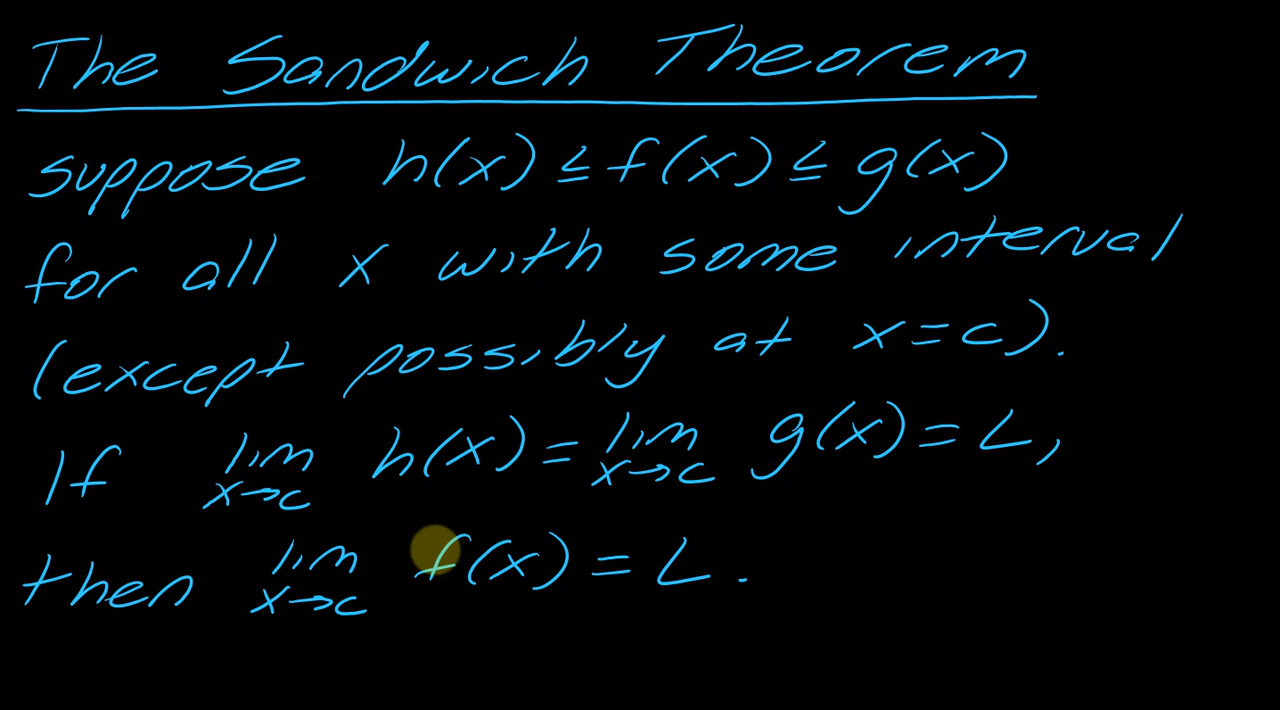 The Sandwich Theorem
suppose h(x) ≤ f(x) ≤ g(x)
for all x with some interval
(except possibly at x = c).
If lim x→c h(x) = lim x→c g(x) = L,
then lim x→c f(x) = L.